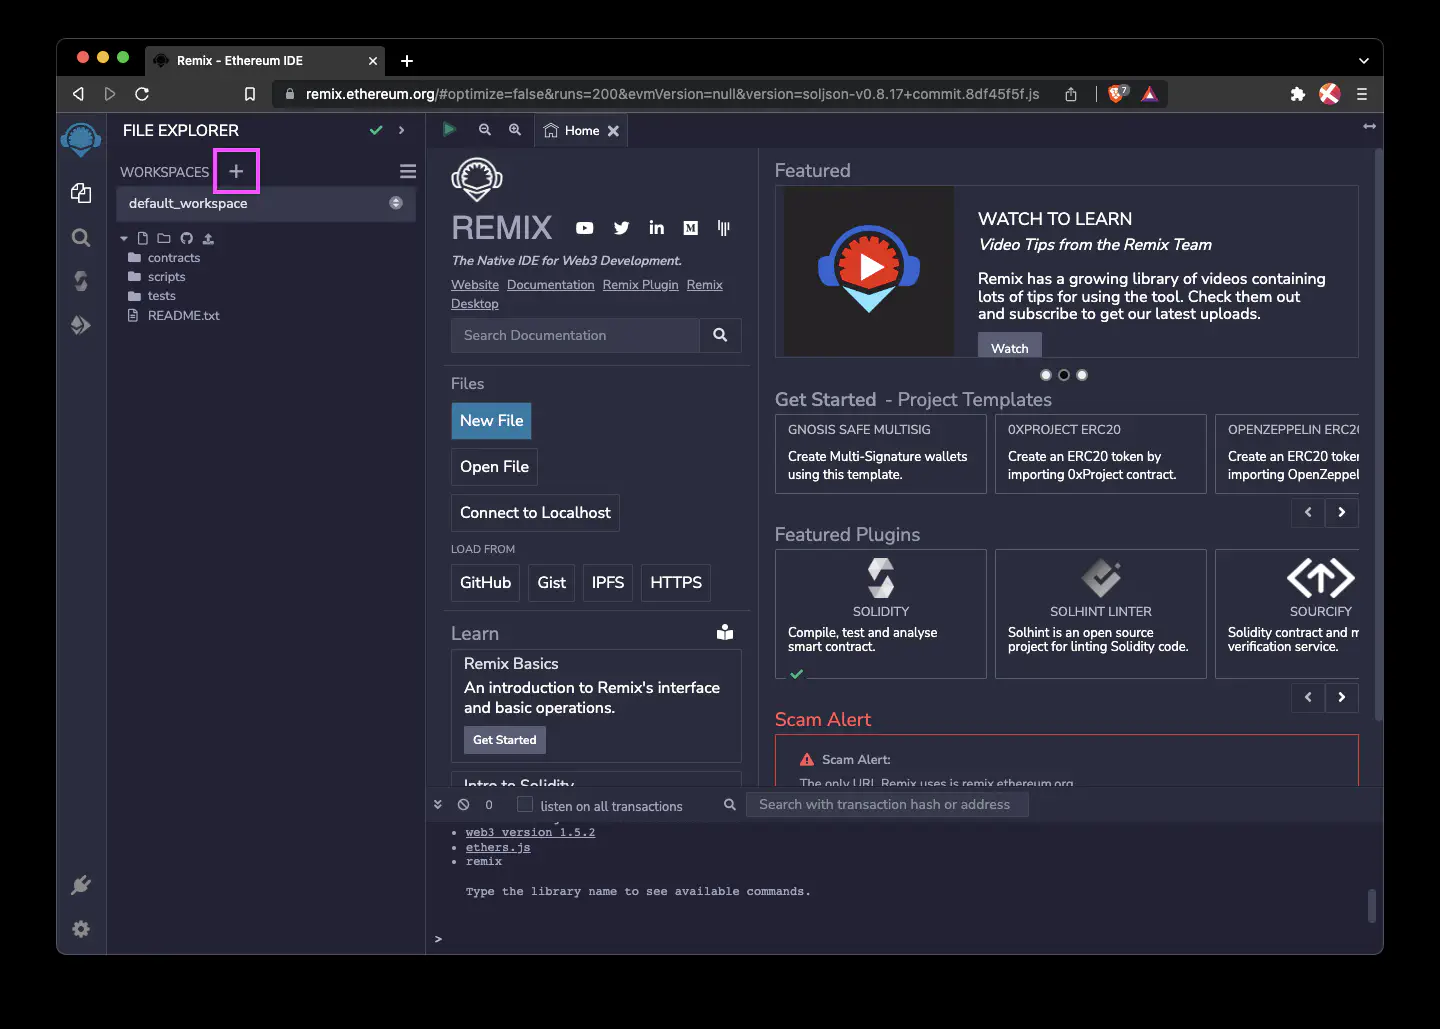 Remix - Ethereum IDE
remix.ethereum.org/#optimize=false&runs=200&evmVersion=null&version=soljson-v0.8.17+commit.8df45f5f.js
7
FILE EXPLORER
WORKSPACES
default_workspace
contracts
scripts
tests
README.txt
Home
REMIX
The Native IDE for Web3 Development.
Website Documentation Remix Plugin Remix
Desktop
Search Documentation
Files
New File
Open File
Connect to Localhost
LOAD FROM
GitHub Gist IPFS HTTPS
Learn
Remix Basics
An introduction to Remix's interface
and basic operations.
Get Started
Intro to Solidity
Featured
WATCH TO LEARN
Video Tips from the Remix Team
Remix has a growing library of videos containing
lots of tips for using the tool. Check them out
and subscribe to get our latest uploads.
Watch
Get Started - Project Templates
GNOSIS SAFE MULTISIG
Create Multi-Signature wallets
using this template.
0XPROJECT ERC20
Create an ERC20 token by
importing 0xProject contract.
OPENZEPPELIN ERC20
Create an ERC20 token
importing OpenZeppel
Featured Plugins
SOLIDITY
Compile, test and analyse
smart contract.
SOLHINT LINTER
Solhint is an open source
project for linting Solidity code.
SOURCIFY
Solidity contract and m
verification service.
Scam Alert
Scam Alert:
The only URL Remix uses is remix.ethereum.org
0
listen on all transactions
Search with transaction hash or address
web3 version 1.5.2
ethers.js
remix
Type the library name to see available commands.
>